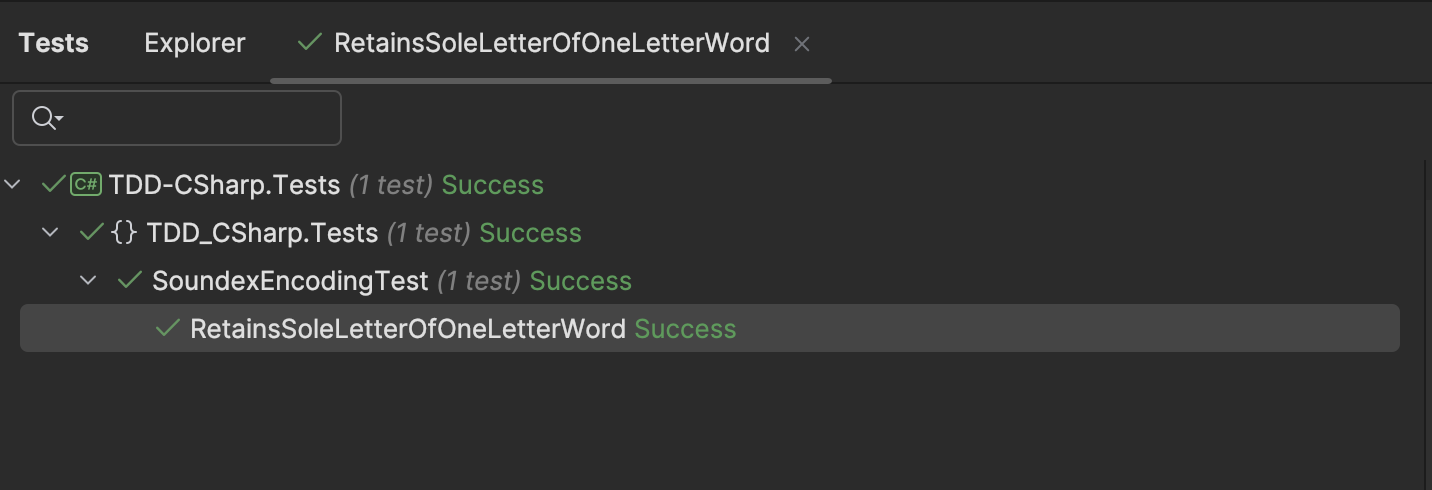 Tests Explorer RetainsSoleLetterOfOneLetterWord
C# TDD-CSharp.Tests (1 test) Success
{} TDD_CSharp.Tests (1 test) Success
SoundexEncodingTest (1 test) Success
RetainsSoleLetterOfOneLetterWord Success